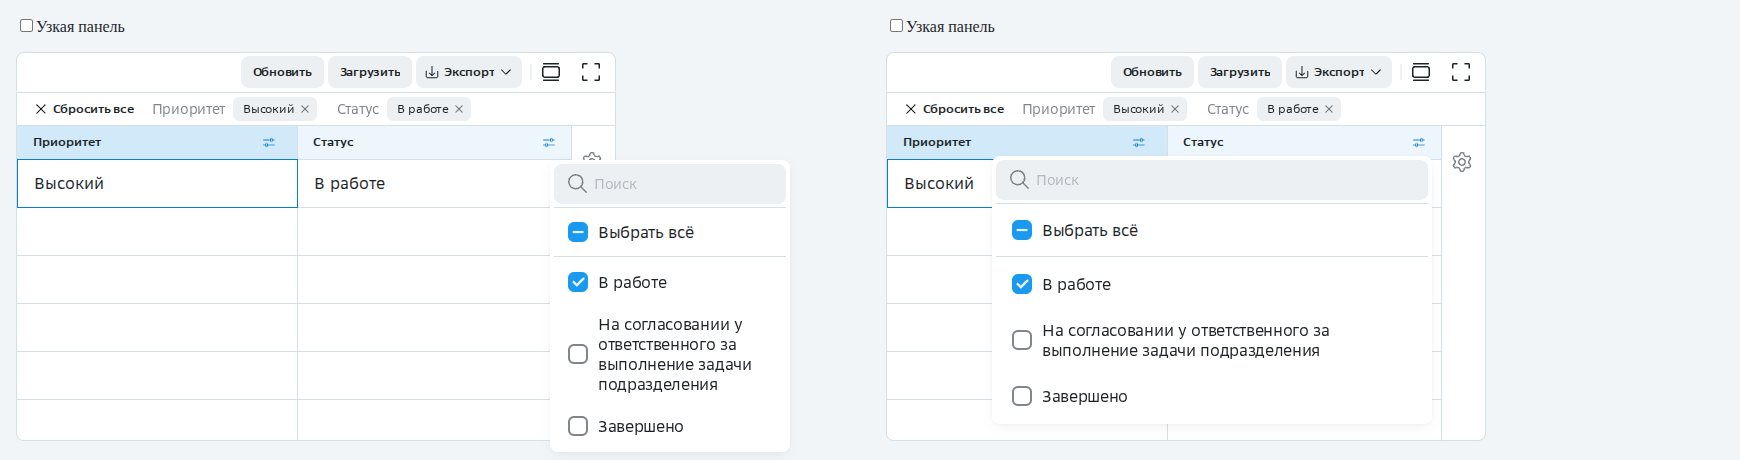 Узкая панель
Обновить Загрузить Экспорт
Сбросить все Приоритет Высокий Статус В работе
Приоритет Статус
Высокий В работе
Поиск
Выбрать всё
В работе
На согласовании у
ответственного за
выполнение задачи
подразделения
Завершено
Узкая панель
Обновить Загрузить Экспорт
Сбросить все Приоритет Высокий Статус В работе
Приоритет Статус
Высокий
Поиск
Выбрать всё
В работе
На согласовании у ответственного за
выполнение задачи подразделения
Завершено